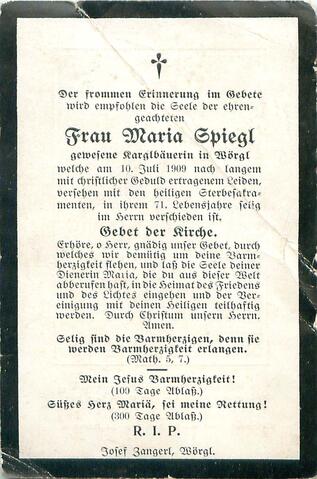 Der frommen Erinnerung im Gebete
wird empfohlen die Seele der ehren-
geachteten
Frau Maria Spiegl
gewesene Karglbäuerin in Wörgl
welche am 10. Juli 1909 nach langem
mit christlicher Geduld ertragenem Leiden,
versehen mit den heiligen Sterbesakra-
menten, in ihrem 71. Lebensjahre selig
im Herrn verschieden ist.
Gebet der Kirche.
Erhöre, o Herr, gnädig unser Gebet, durch
welches wir demütig um deine Barm-
herzigkeit flehen, und laß die Seele deiner
Dienerin Maria, die du aus dieser Welt
abberufen hast, in die Heimat des Friedens
und des Lichtes eingehen und der Ver-
einigung mit deinen Heiligen teilhaftig
werden. Durch Christum unsern Herrn.
Amen.
Selig sind die Barmherzigen, denn sie
werden Barmherzigkeit erlangen.
(Math. 5, 7.)
Mein Jesus Barmherzigkeit!
(100 Tage Ablaß.)
Süßes Herz Mariä, sei meine Rettung!
(300 Tage Ablaß.)
R. I. P.
Josef Zangerl, Wörgl.